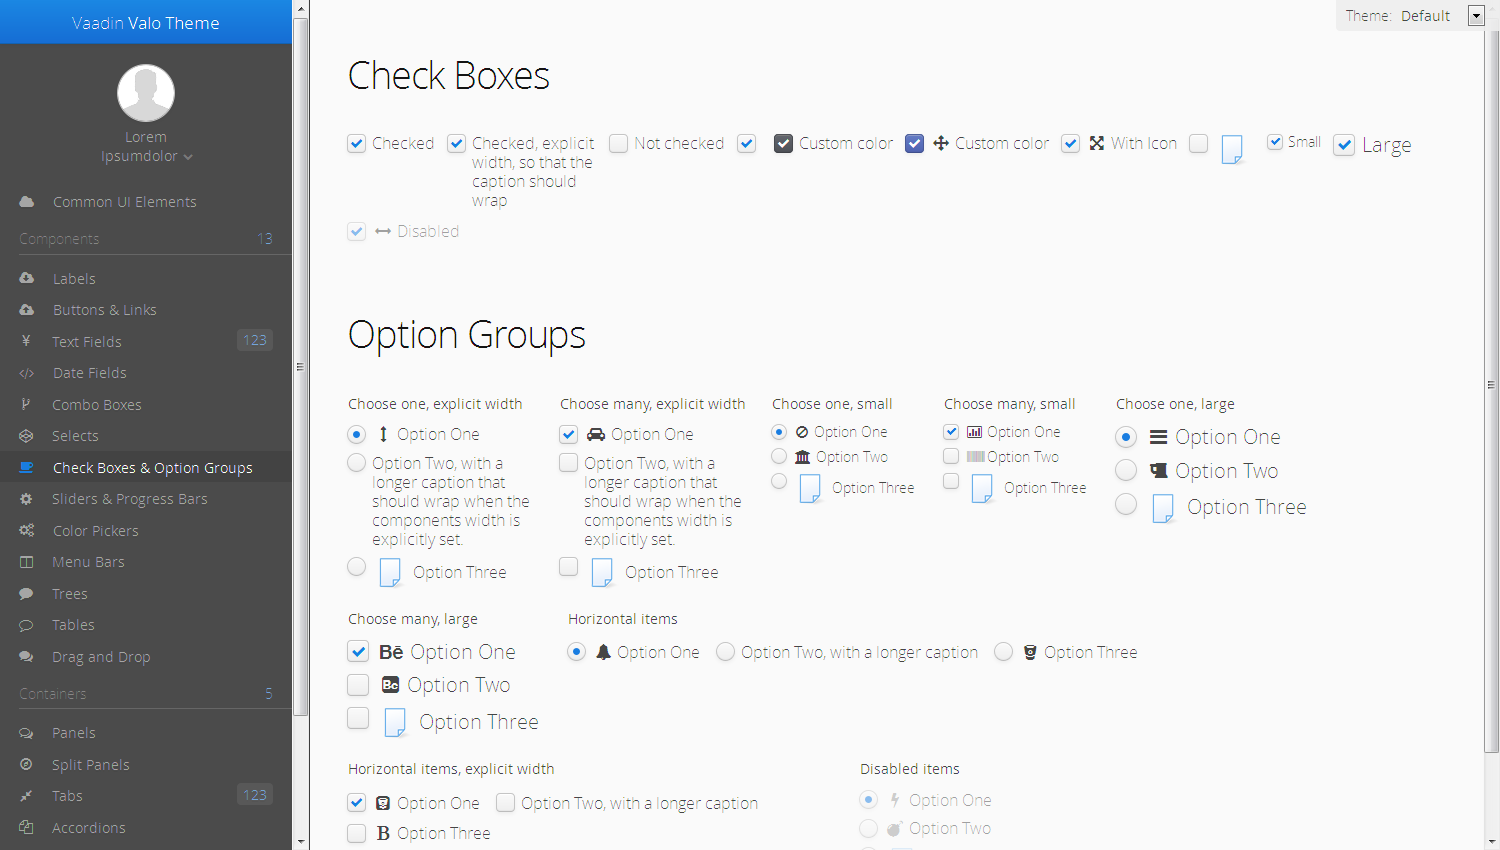 Vaadin Valo Theme
Lorem
Ipsumdolor
Common UI Elements
Components 13
Labels
Buttons & Links
Text Fields 123
Date Fields
Combo Boxes
Selects
Check Boxes & Option Groups
Sliders & Progress Bars
Color Pickers
Menu Bars
Trees
Tables
Drag and Drop
Containers 5
Panels
Split Panels
Tabs 123
Accordions
Theme: Default
Check Boxes
Checked
Checked, explicit
width, so that the
caption should
wrap
Not checked
Custom color
Custom color
With Icon
Small
Large
Disabled
Option Groups
Choose one, explicit width
Option One
Option Two, with a
longer caption that
should wrap when the
components width is
explicitly set.
Option Three
Choose many, explicit width
Option One
Option Two, with a
longer caption that
should wrap when the
components width is
explicitly set.
Option Three
Choose one, small
Option One
Option Two
Option Three
Choose many, small
Option One
Option Two
Option Three
Choose one, large
Option One
Option Two
Option Three
Choose many, large
Bē Option One
Bc Option Two
Option Three
Horizontal items
Option One Option Two, with a longer caption Option Three
Horizontal items, explicit width
Option One Option Two, with a longer caption
B Option Three
Disabled items
Option One
Option Two